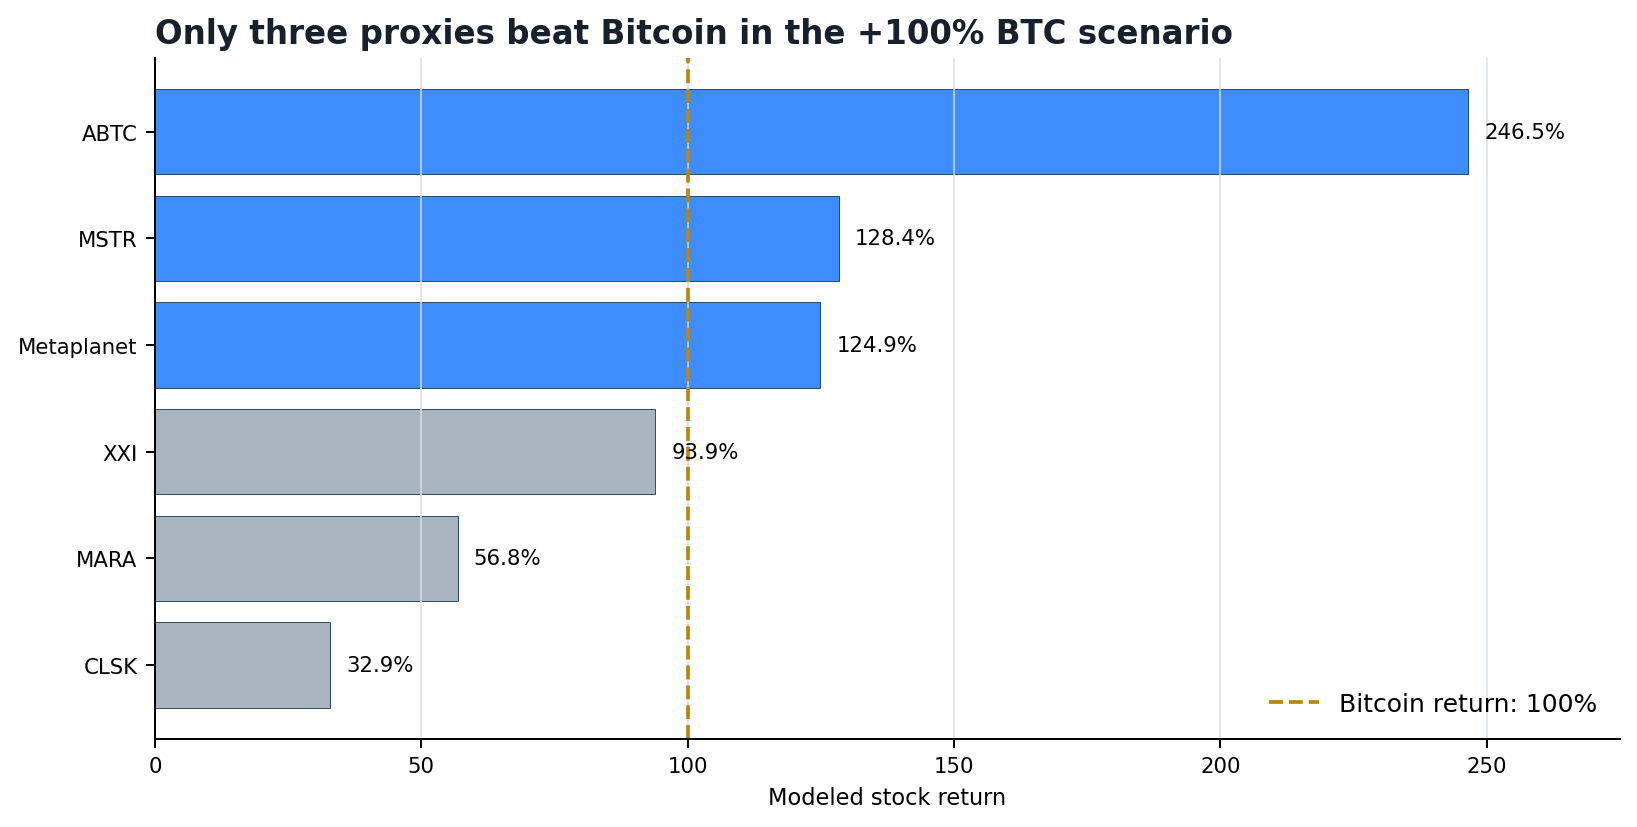 Only three proxies beat Bitcoin in the +100% BTC scenario
ABTC
246.5%
MSTR
128.4%
Metaplanet
124.9%
XXI
93.9%
MARA
56.8%
CLSK
32.9%
Bitcoin return: 100%
0 50 100 150 200 250
Modeled stock return